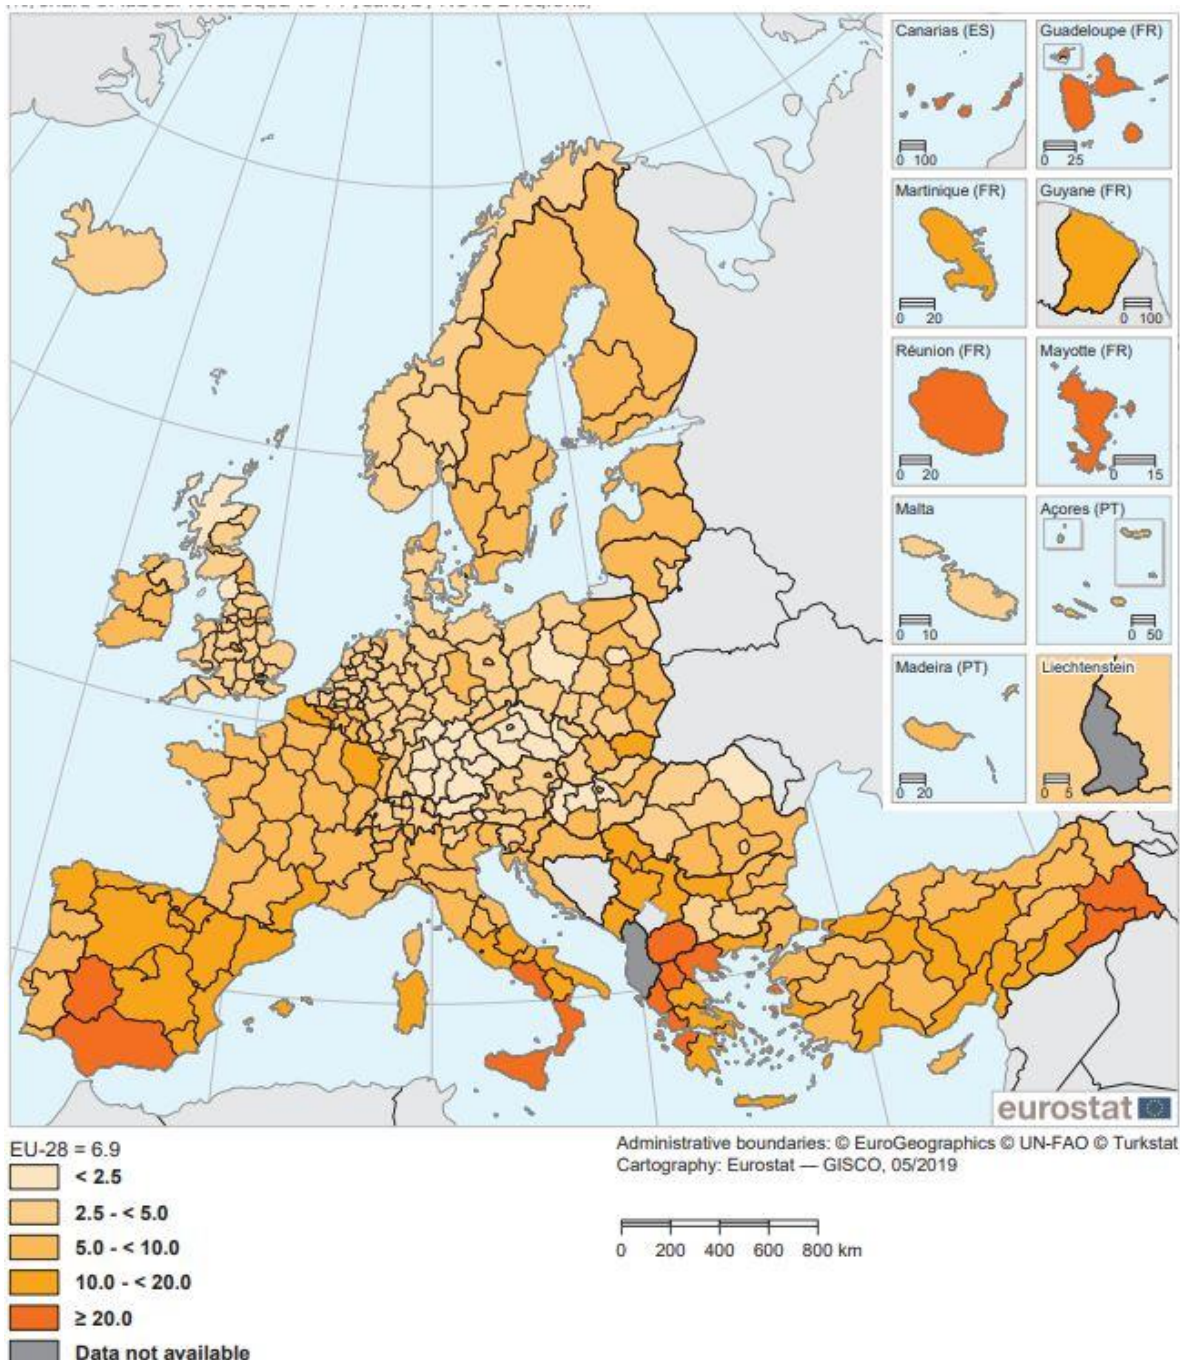 Canarias (ES)
0 100
Guadeloupe (FR)
0 25
Martinique (FR)
0 20
Guyane (FR)
0 100
Réunion (FR)
0 20
Mayotte (FR)
0 15
Malta
0 10
Açores (PT)
0 50
Madeira (PT)
0 20
Liechtenstein
0 5
eurostat
Administrative boundaries: © EuroGeographics © UN-FAO © Turkstat
Cartography: Eurostat — GISCO, 05/2019
EU-28 = 6.9
< 2.5
2.5 - < 5.0
5.0 - < 10.0
10.0 - < 20.0
≥ 20.0
Data not available
0 200 400 600 800 km